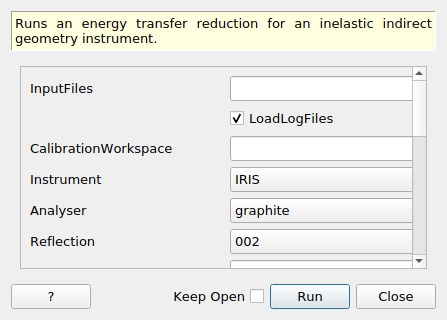 Runs an energy transfer reduction for an inelastic indirect
geometry instrument.
InputFiles
LoadLogFiles
CalibrationWorkspace
Instrument IRIS
Analyser graphite
Reflection 002
? Keep Open Run Close